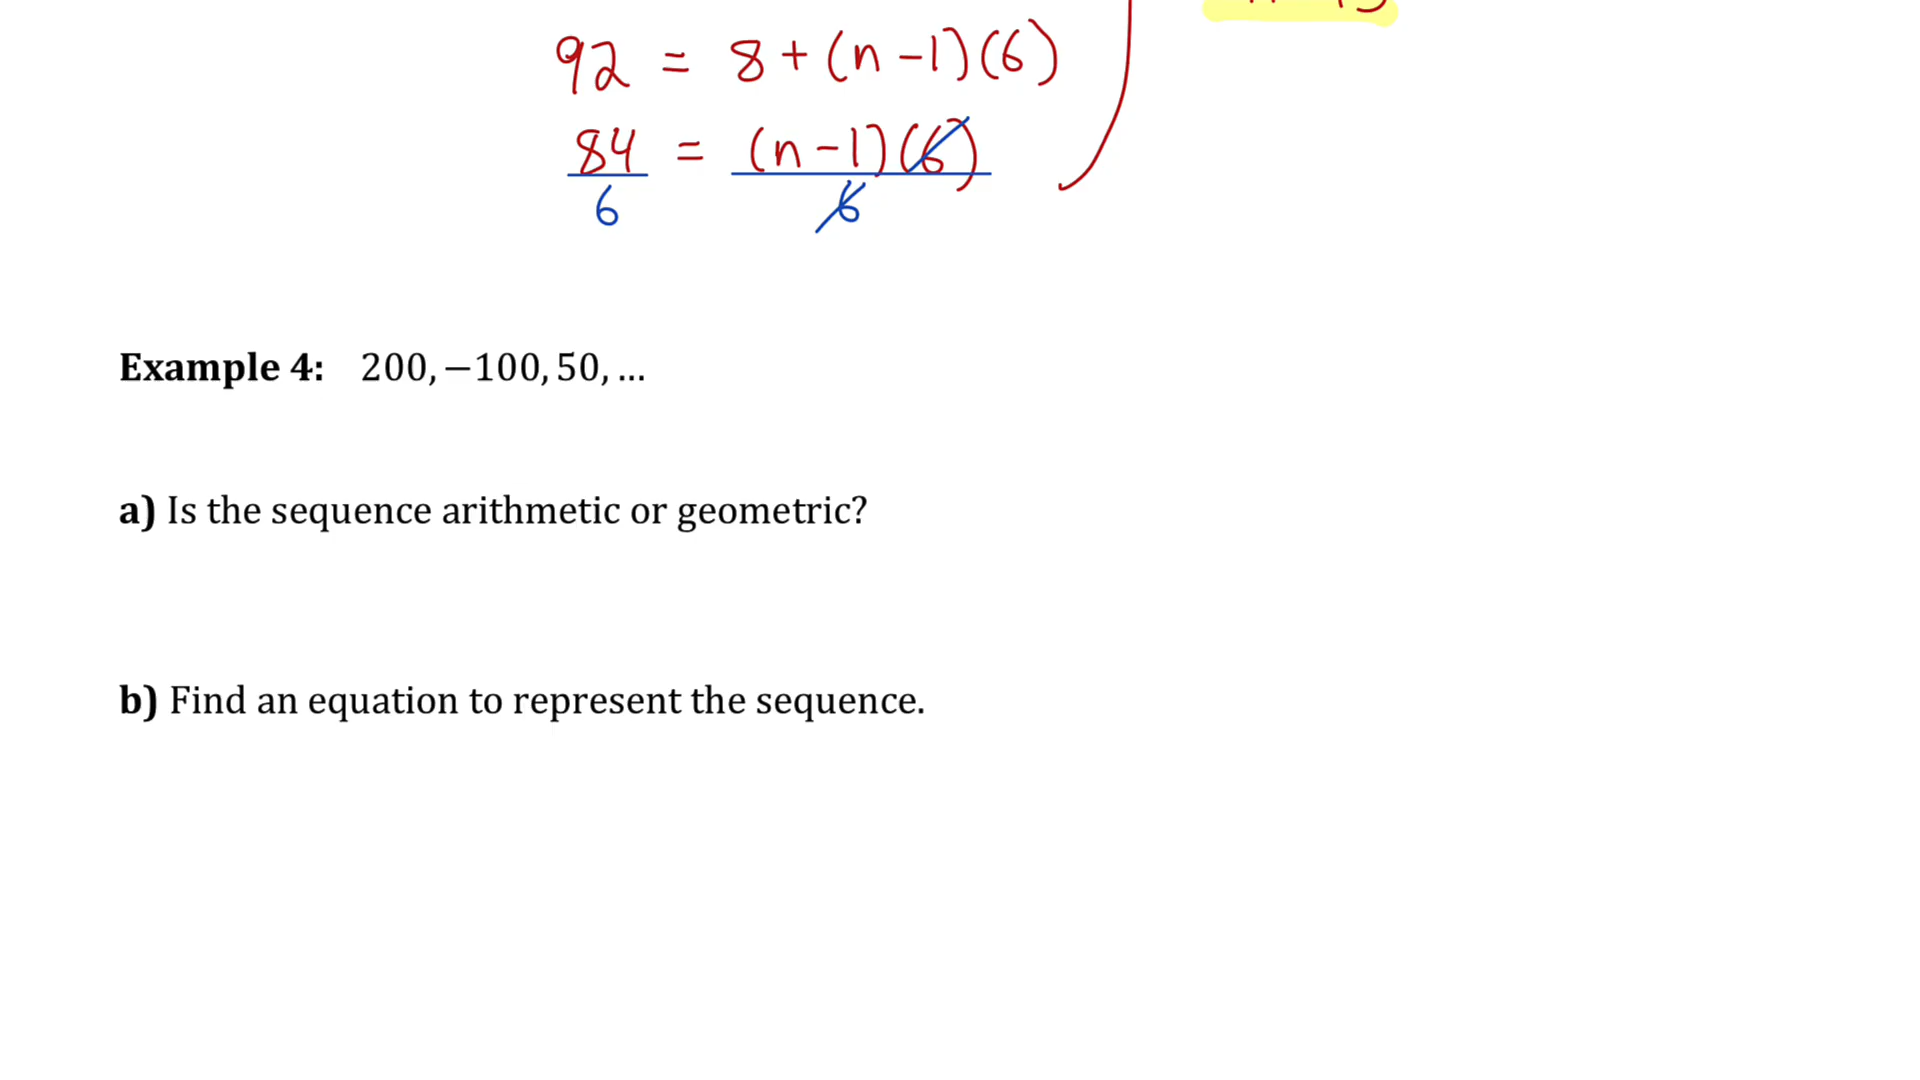 92 = 8 + (n - 1)(6)
84 = (n - 1)(6)
6 6
Example 4: 200, −100, 50, ...
a) Is the sequence arithmetic or geometric?
b) Find an equation to represent the sequence.